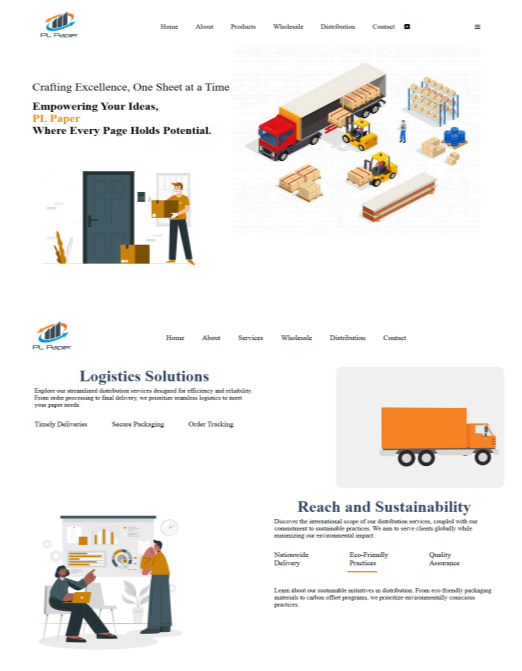 PL Paper
Home About Products Wholesale Distribution Contact
Crafting Excellence, One Sheet at a Time
Empowering Your Ideas,
PL Paper
Where Every Page Holds Potential.
PL Paper
Home About Services Wholesale Distribution Contact
Logistics Solutions
Explore our streamlined distribution services designed for efficiency and reliability.
From order processing to final delivery, we prioritize seamless logistics to meet
your paper needs.
Timely Deliveries Secure Packaging Order Tracking
Reach and Sustainability
Discover the international scope of our distribution services, coupled with our
commitment to sustainable practices. We aim to serve clients globally while
minimizing our environmental impact.
Nationwide Eco-Friendly Quality
Delivery Practices Assurance
Learn about our sustainable initiatives in distribution. From eco-friendly packaging
materials to carbon offset programs, we prioritize environmentally conscious
practices.